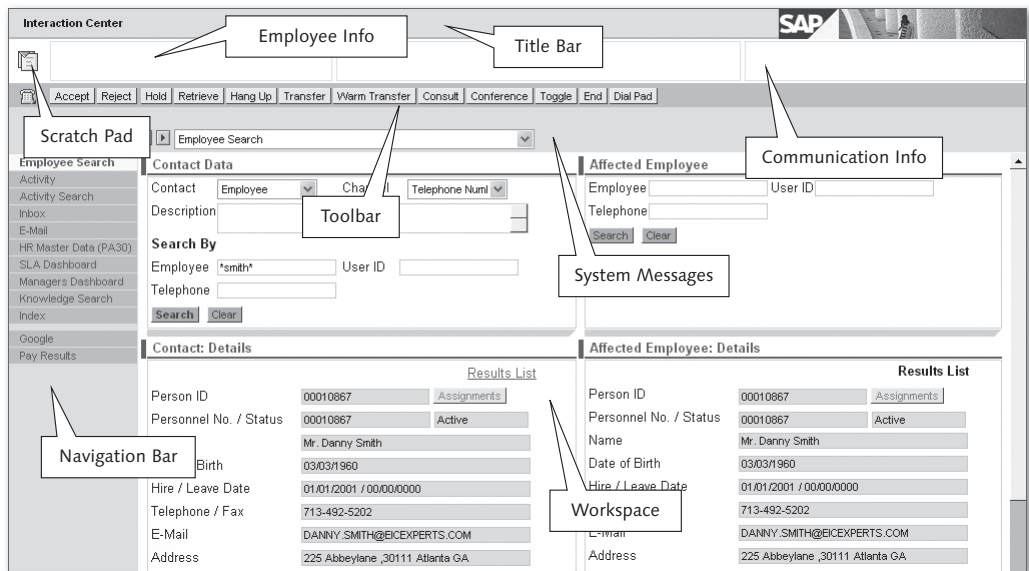 Interaction Center
SAP
Employee Info
Title Bar
Accept Reject Hold Retrieve Hang Up Transfer Warm Transfer Consult Conference Toggle End Dial Pad
Scratch Pad
Employee Search
Communication Info
Toolbar
System Messages
Employee Search
Activity
Activity Search
Inbox
E-Mail
HR Master Data (PA30)
SLA Dashboard
Managers Dashboard
Knowledge Search
Index
Google
Pay Results
Navigation Bar
Contact Data
Contact Employee Telephone Numl
Description
Search By
Employee *smith* User ID
Telephone
Search Clear
Affected Employee
Employee User ID
Telephone
Search Clear
Contact: Details
Results List
Person ID 00010867 Assignments
Personnel No. / Status 00010867 Active
Mr. Danny Smith
Birth 03/03/1960
Hire / Leave Date 01/01/2001 / 00/00/0000
Telephone / Fax 713-492-5202
E-Mail DANNY.SMITH@EICEXPERTS.COM
Address 225 Abbeylane ,30111 Atlanta GA
Affected Employee: Details
Results List
Person ID 00010867 Assignments
Personnel No. / Status 00010867 Active
Name Mr. Danny Smith
Date of Birth 03/03/1960
Hire / Leave Date 01/01/2001 / 00/00/0000
713-492-5202
E-Mail DANNY.SMITH@EICEXPERTS.COM
Address 225 Abbeylane ,30111 Atlanta GA
Workspace